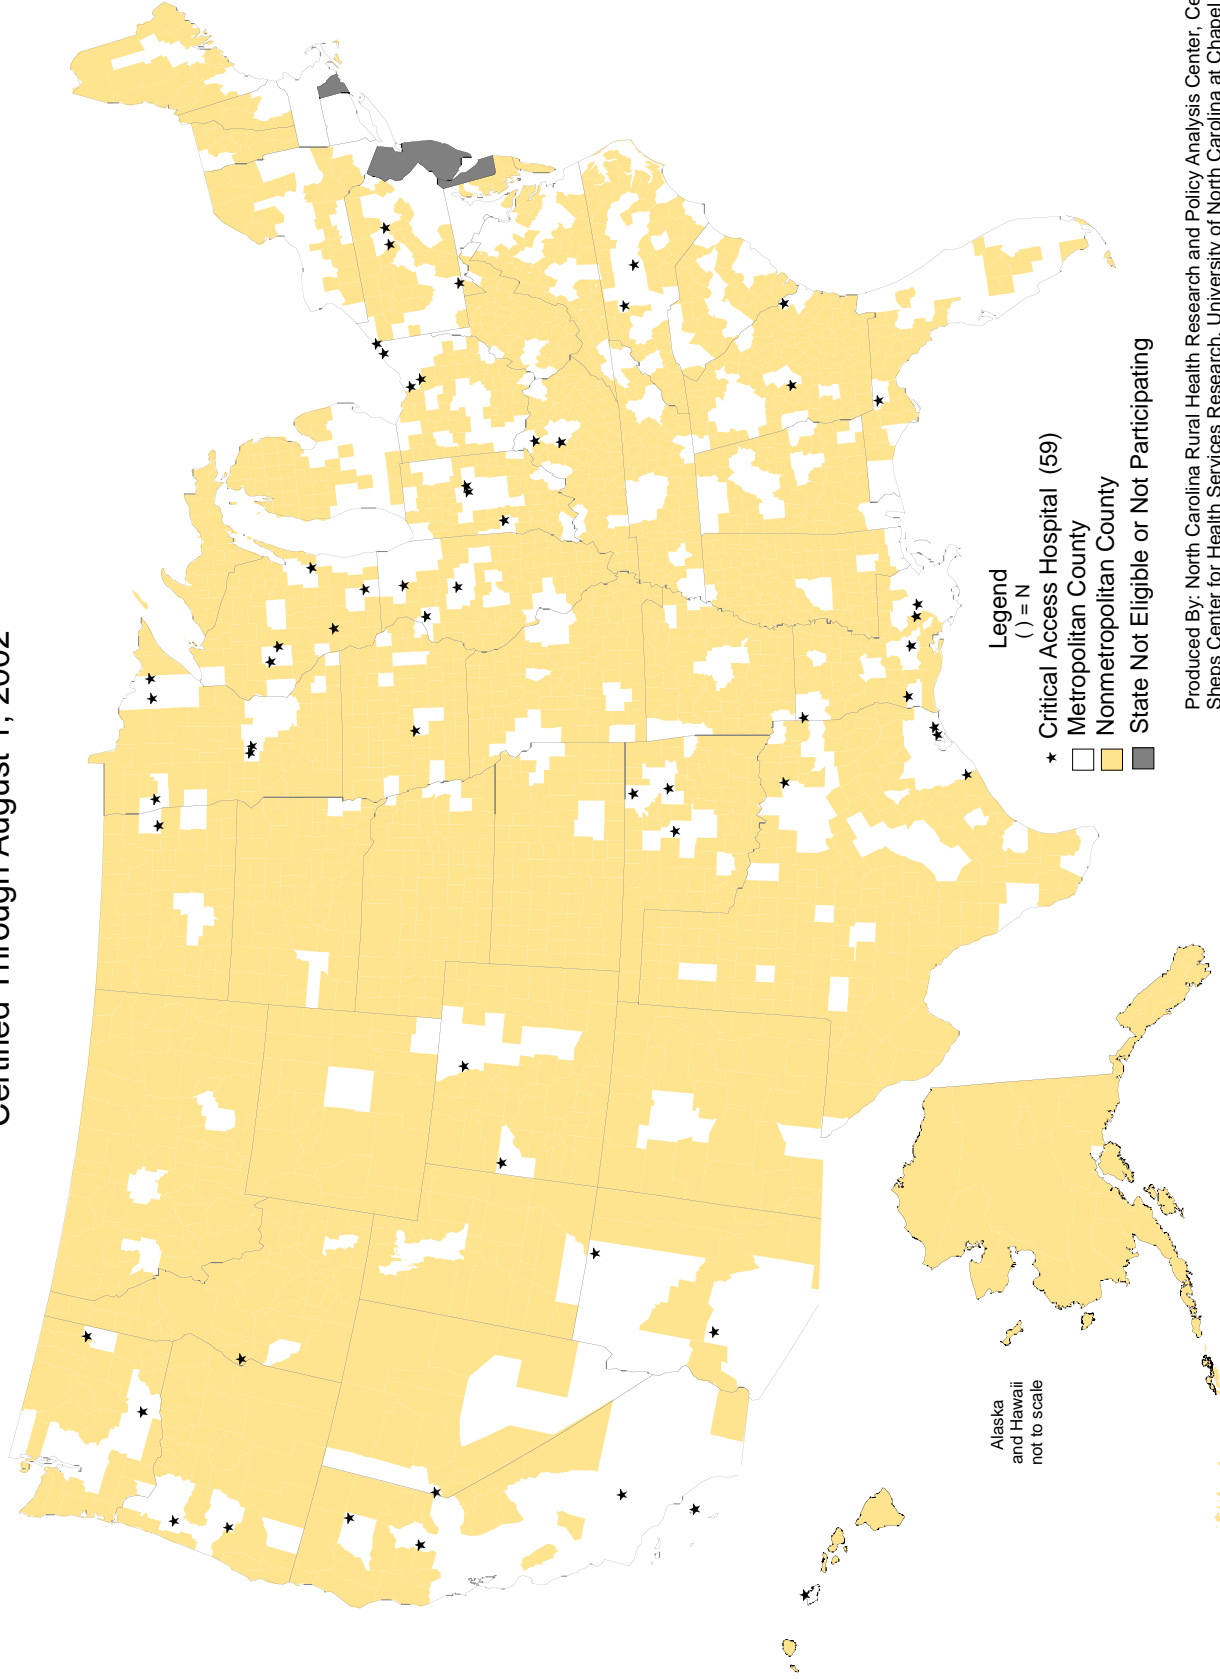 Certified Through August 1, 2002
Legend
( ) = N
Critical Access Hospital (59)
Metropolitan County
Nonmetropolitan County
State Not Eligible or Not Participating
Alaska
and Hawaii
not to scale
Produced By: North Carolina Rural Health Research and Policy Analysis Center,
Sheps Center for Health Services Research, University of North Carolina at Chapel